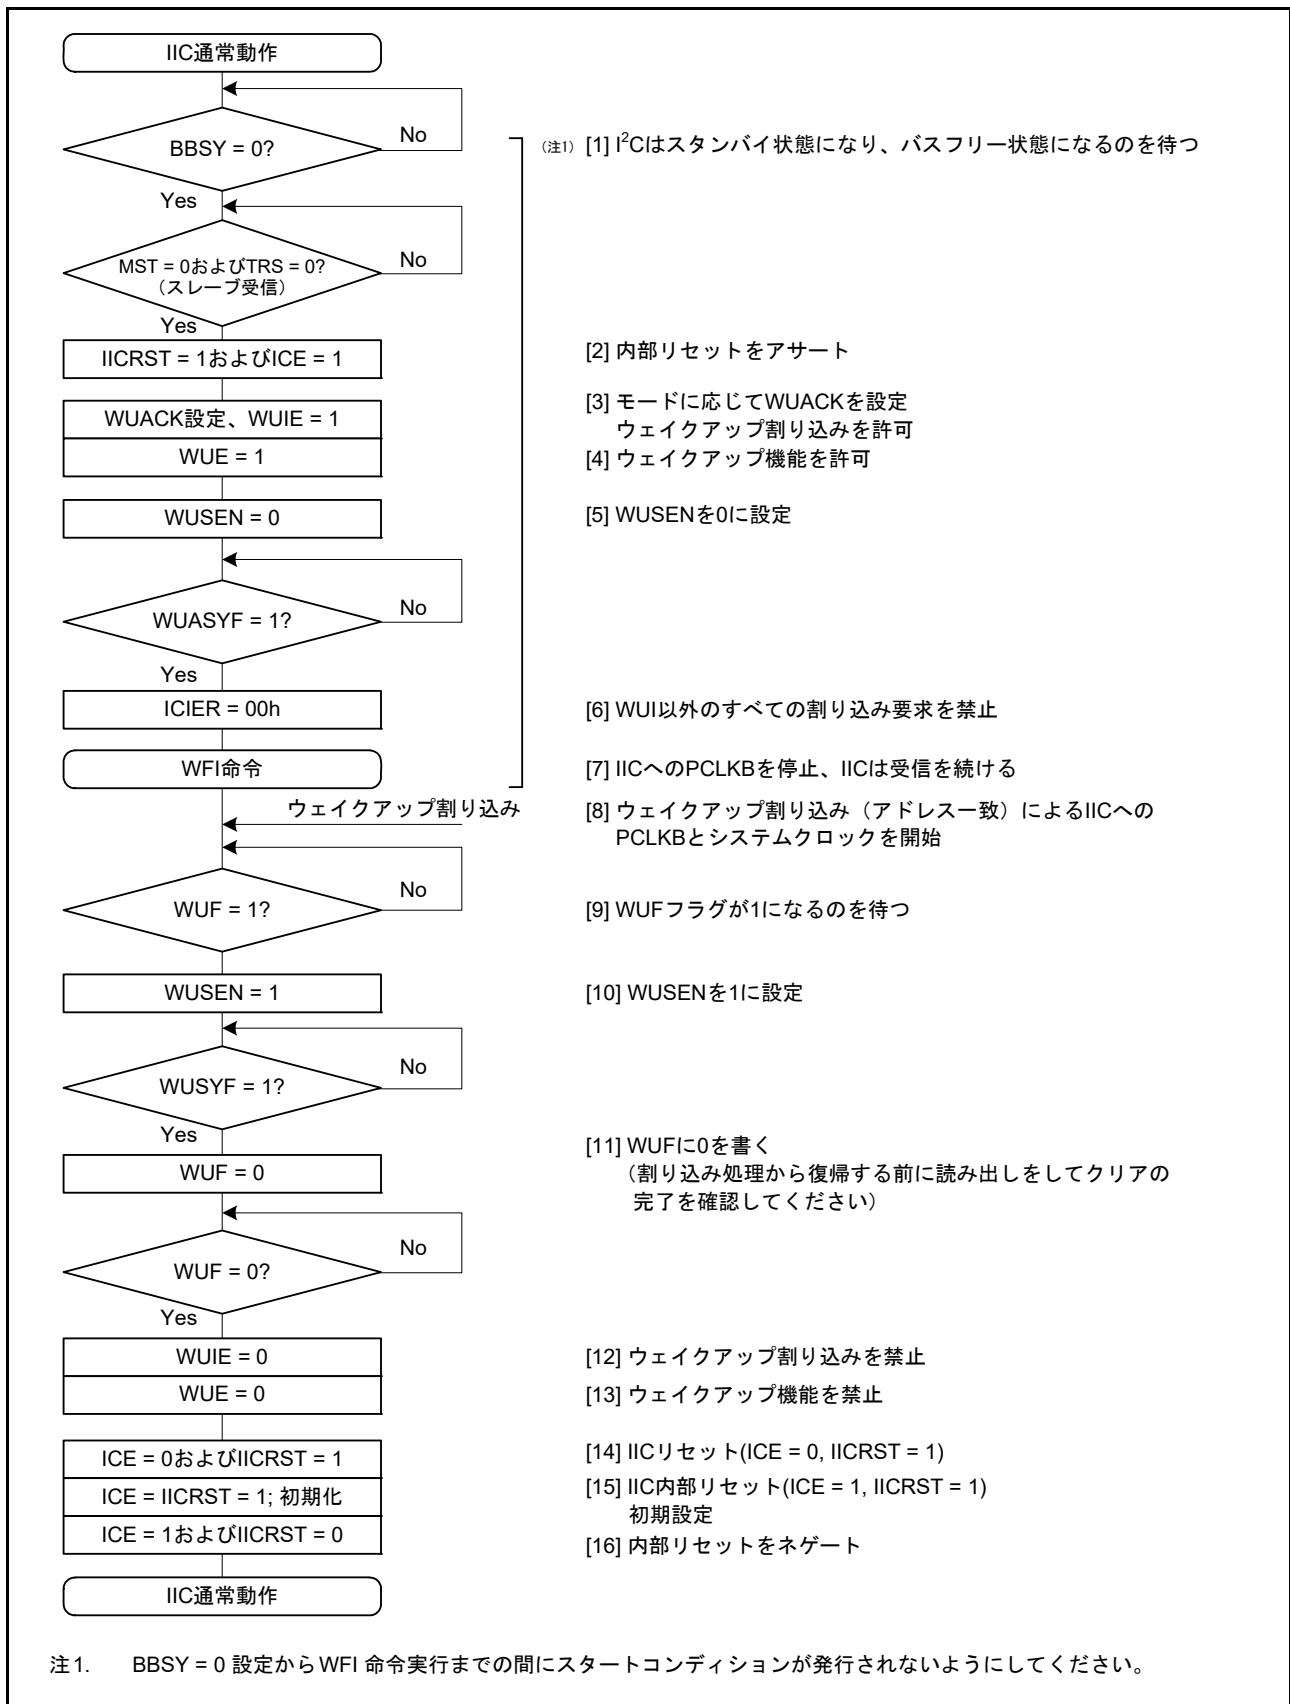 IIC通常動作
BBSY = 0?
No
（注1） [1] I²Cはスタンバイ状態になり、バスフリー状態になるのを待つ
Yes
MST = 0およびTRS = 0?
（スレーブ受信）
No
Yes
IICRST = 1およびICE = 1
[2] 内部リセットをアサート
WUACK設定、WUIE = 1
[3] モードに応じてWUACKを設定
ウェイクアップ割り込みを許可
WUE = 1
[4] ウェイクアップ機能を許可
WUSEN = 0
[5] WUSENを0に設定
WUASYF = 1?
No
Yes
ICIER = 00h
[6] WUI以外のすべての割り込み要求を禁止
WFI命令
[7] IICへのPCLKBを停止、IICは受信を続ける
ウェイクアップ割り込み
[8] ウェイクアップ割り込み（アドレス一致）によるIICへの
PCLKBとシステムクロックを開始
No
WUF = 1?
[9] WUFフラグが1になるのを待つ
WUSEN = 1
[10] WUSENを1に設定
WUSYF = 1?
No
Yes
WUF = 0
[11] WUFに0を書く
（割り込み処理から復帰する前に読み出しをしてクリアの
完了を確認してください）
WUF = 0?
No
Yes
WUIE = 0
[12] ウェイクアップ割り込みを禁止
WUE = 0
[13] ウェイクアップ機能を禁止
ICE = 0およびIICRST = 1
[14] IICリセット(ICE = 0, IICRST = 1)
ICE = IICRST = 1; 初期化
[15] IIC内部リセット(ICE = 1, IICRST = 1)
初期設定
ICE = 1およびIICRST = 0
[16] 内部リセットをネゲート
IIC通常動作
注1. BBSY = 0 設定からWFI 命令実行までの間にスタートコンディションが発行されないようにしてください。